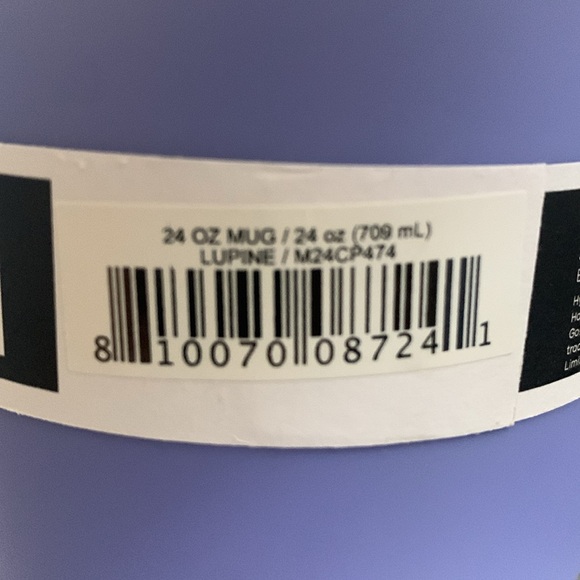 24 OZ MUG / 24 oz (709 mL)
LUPINE / M24CP474
8 10070 08724 1